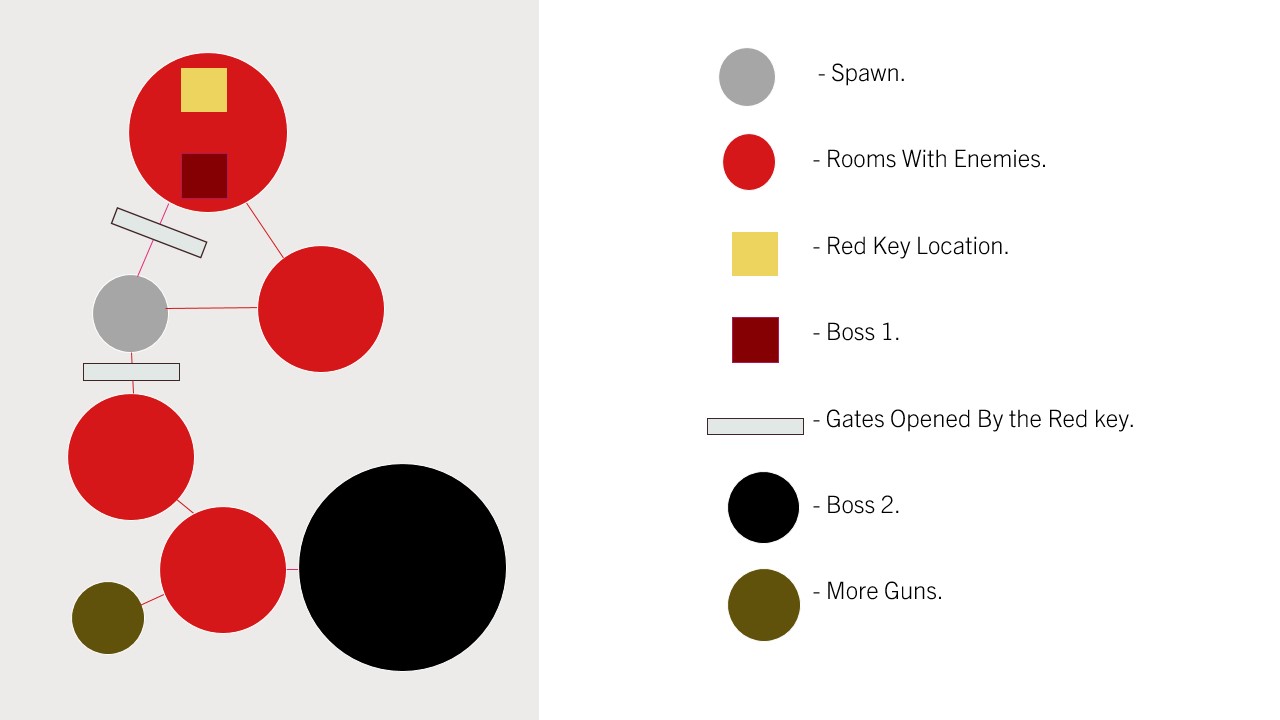 - Spawn.
- Rooms With Enemies.
- Red Key Location.
- Boss 1.
- Gates Opened By the Red key.
- Boss 2.
- More Guns.